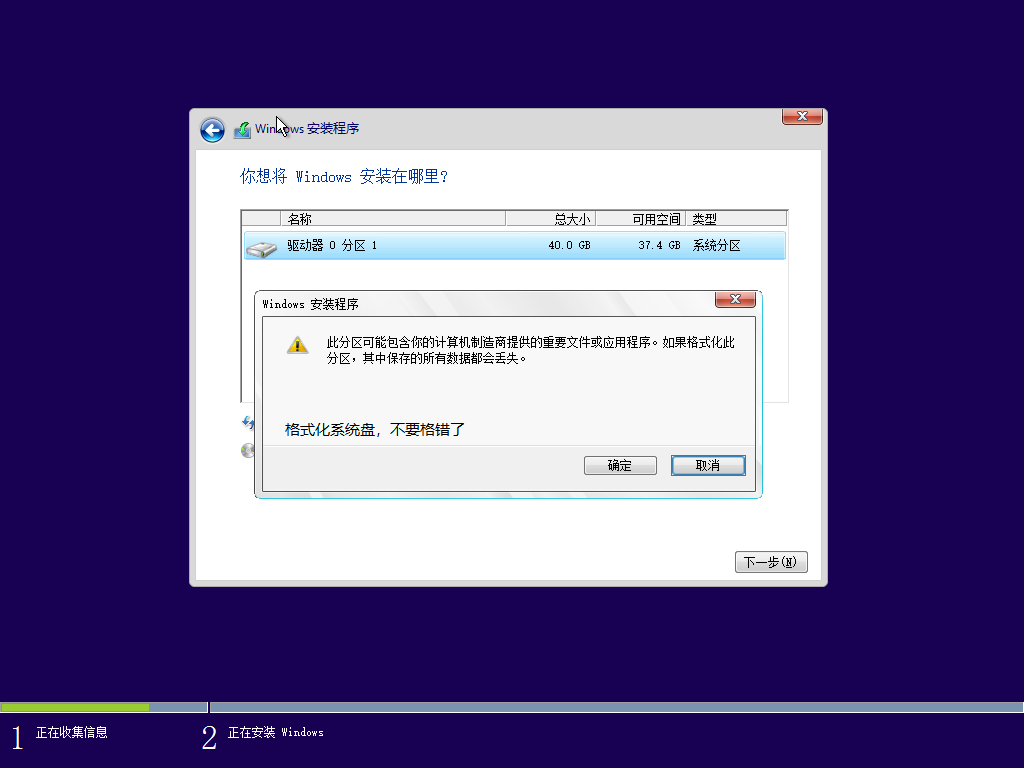 Windows 安装程序
你想将 Windows 安装在哪里?
名称 总大小 可用空间 类型
驱动器 0 分区 1 40.0 GB 37.4 GB 系统分区
Windows 安装程序
此分区可能包含你的计算机制造商提供的重要文件或应用程序。如果格式化此
分区，其中保存的所有数据都会丢失。
格式化系统盘，不要格错了
确定 取消
下一步(N)
1 正在收集信息 2 正在安装 Windows